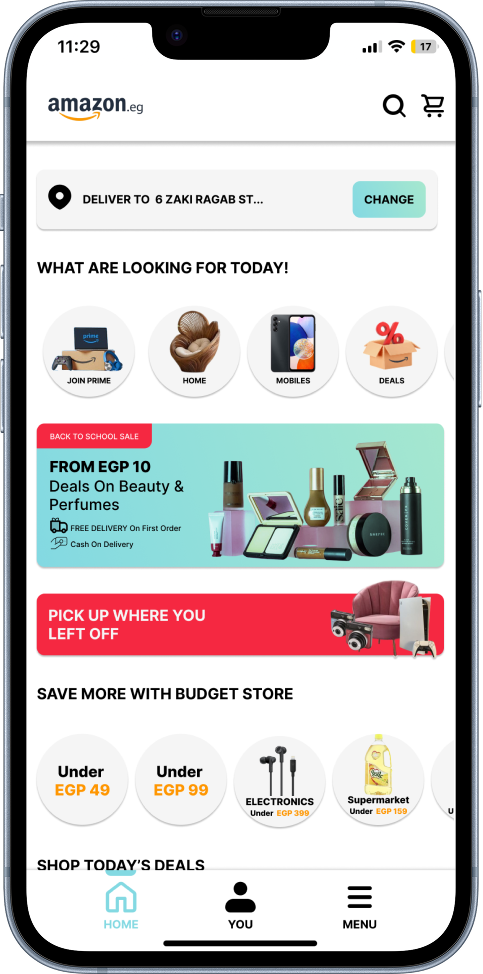 11:29
17
amazon.eg
DELIVER TO 6 ZAKI RAGAB ST...
CHANGE
WHAT ARE LOOKING FOR TODAY!
prime
JOIN PRIME
HOME
MOBILES
DEALS
BACK TO SCHOOL SALE
FROM EGP 10
Deals On Beauty &
Perfumes
FREE DELIVERY On First Order
Cash On Delivery
PICK UP WHERE YOU
LEFT OFF
SAVE MORE WITH BUDGET STORE
Under
EGP 49
Under
EGP 99
ELECTRONICS
Under EGP 399
Supermarket
Under EGP 159
U
SHOP TODAY'S DEALS
HOME
YOU
MENU